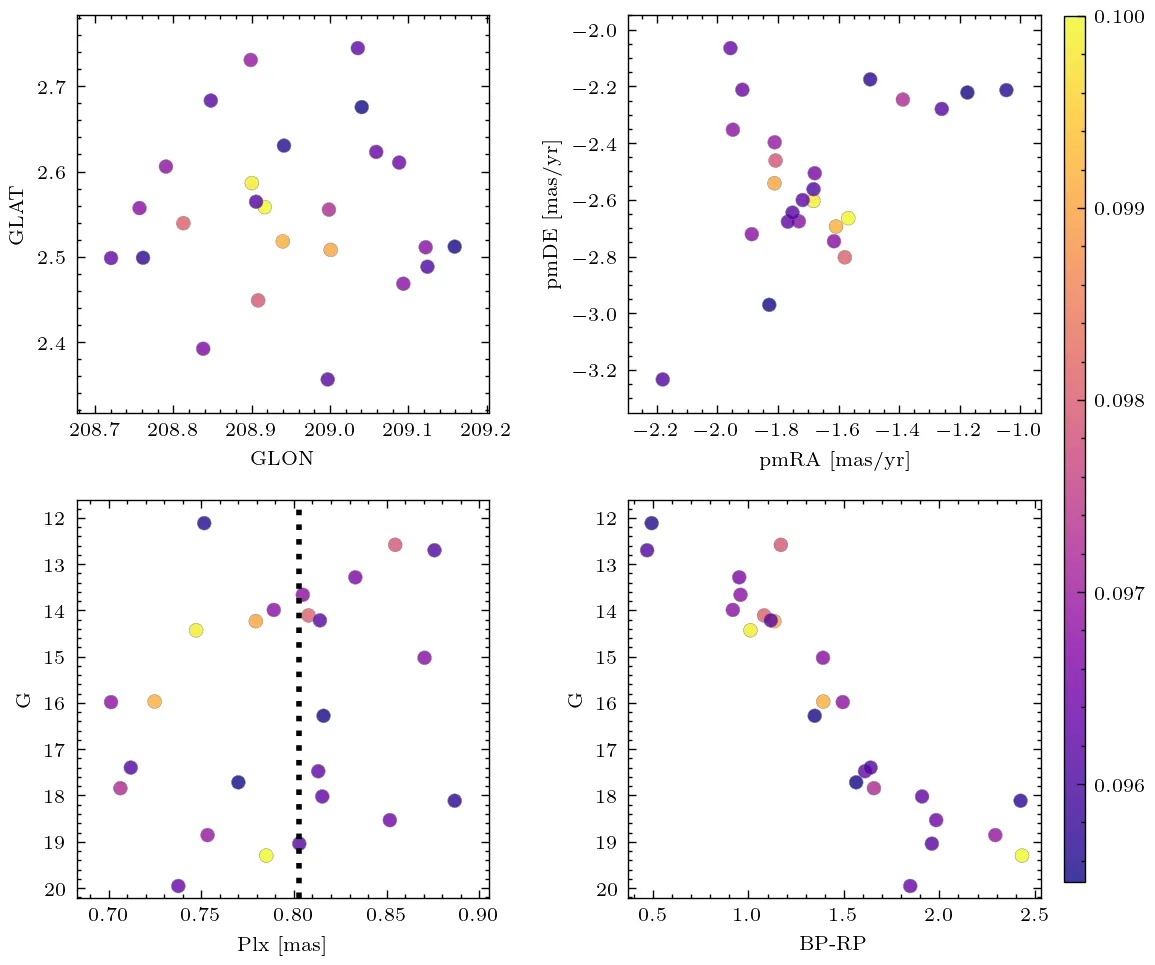 2.7
2.6
2.5
2.4
GLAT
208.7 208.8 208.9 209.0 209.1 209.2
GLON
−2.0
−2.2
−2.4
−2.6
−2.8
−3.0
−3.2
pmDE [mas/yr]
−2.2 −2.0 −1.8 −1.6 −1.4 −1.2 −1.0
pmRA [mas/yr]
0.100
0.099
0.098
0.097
0.096
12
13
14
15
16
17
18
19
20
G
0.70 0.75 0.80 0.85 0.90
Plx [mas]
12
13
14
15
16
17
18
19
20
G
0.5 1.0 1.5 2.0 2.5
BP-RP